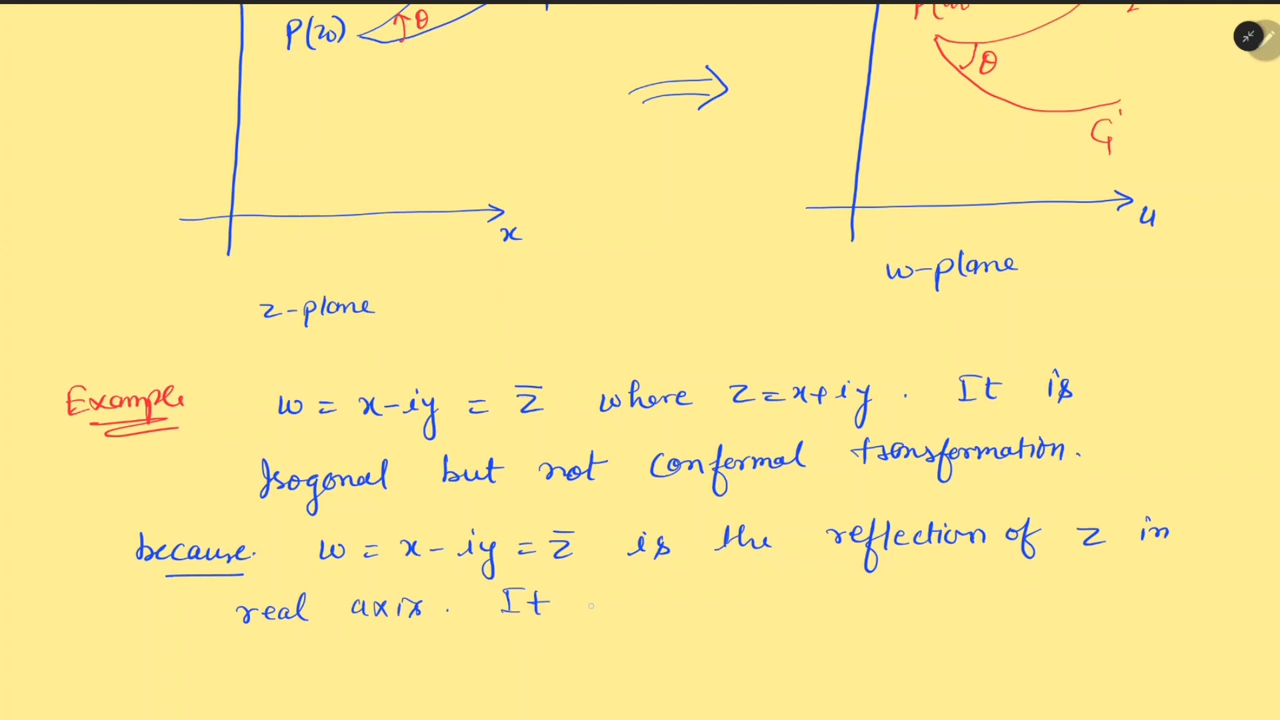 P(z0) θ
θ
C1'
x
u
w-plane
z-plane
Example w = x-iy = z̅ where z=x+iy. It is
Isogonal but not Confermal transformation.
because. w = x-iy = z̅ is the reflection of z in
real axis. It